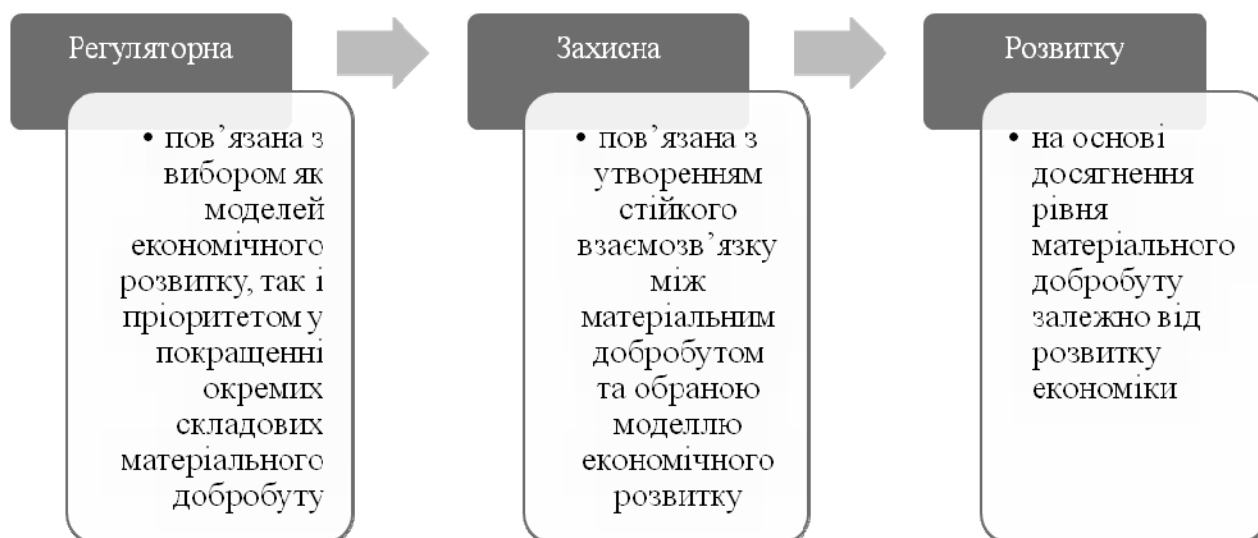 Регуляторна
• пов’язана з
вибором як
моделей
економічного
розвитку, так і
пріоритетом у
покращенні
окремих
складових
матеріального
добробуту
Захисна
• пов’язана з
утворенням
стійкого
взаємозв’язку
між
матеріальним
добробутом
та обраною
моделлю
економічного
розвитку
Розвитку
• на основі
досягнення
рівня
матеріального
добробуту
залежно від
розвитку
економіки